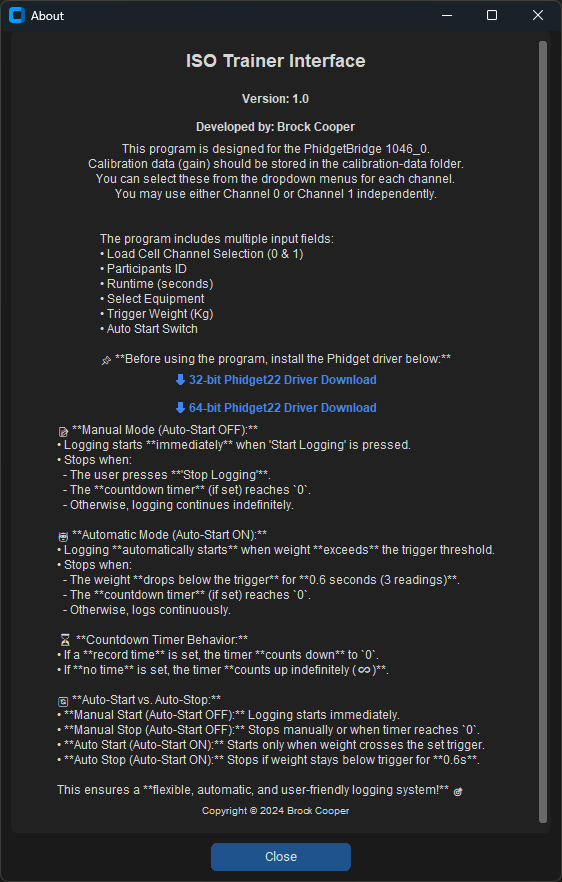 About
ISO Trainer Interface
Version: 1.0
Developed by: Brock Cooper
This program is designed for the PhidgetBridge 1046_0.
Calibration data (gain) should be stored in the calibration-data folder.
You can select these from the dropdown menus for each channel.
You may use either Channel 0 or Channel 1 independently.
The program includes multiple input fields:
• Load Cell Channel Selection (0 & 1)
• Participants ID
• Runtime (seconds)
• Select Equipment
• Trigger Weight (Kg)
• Auto Start Switch
📌 **Before using the program, install the Phidget driver below:**
⬇ 32-bit Phidget22 Driver Download
⬇ 64-bit Phidget22 Driver Download
📝 **Manual Mode (Auto-Start OFF):**
• Logging starts **immediately** when 'Start Logging' is pressed.
• Stops when:
- The user presses **'Stop Logging'**.
- The **countdown timer** (if set) reaches `0`.
- Otherwise, logging continues indefinitely.
🤖 **Automatic Mode (Auto-Start ON):**
• Logging **automatically starts** when weight **exceeds** the trigger threshold.
• Stops when:
- The weight **drops below the trigger** for **0.6 seconds (3 readings)**.
- The **countdown timer** (if set) reaches `0`.
- Otherwise, logs continuously.
⏳ **Countdown Timer Behavior:**
• If a **record time** is set, the timer **counts down** to `0`.
• If **no time** is set, the timer **counts up indefinitely (∞)**.
🔄 **Auto-Start vs. Auto-Stop:**
• **Manual Start (Auto-Start OFF):** Logging starts immediately.
• **Manual Stop (Auto-Start OFF):** Stops manually or when timer reaches `0`.
• **Auto Start (Auto-Start ON):** Starts only when weight crosses the set trigger.
• **Auto Stop (Auto-Start ON):** Stops if weight stays below trigger for **0.6s**.
This ensures a **flexible, automatic, and user-friendly logging system!** 🎯
Copyright © 2024 Brock Cooper
Close